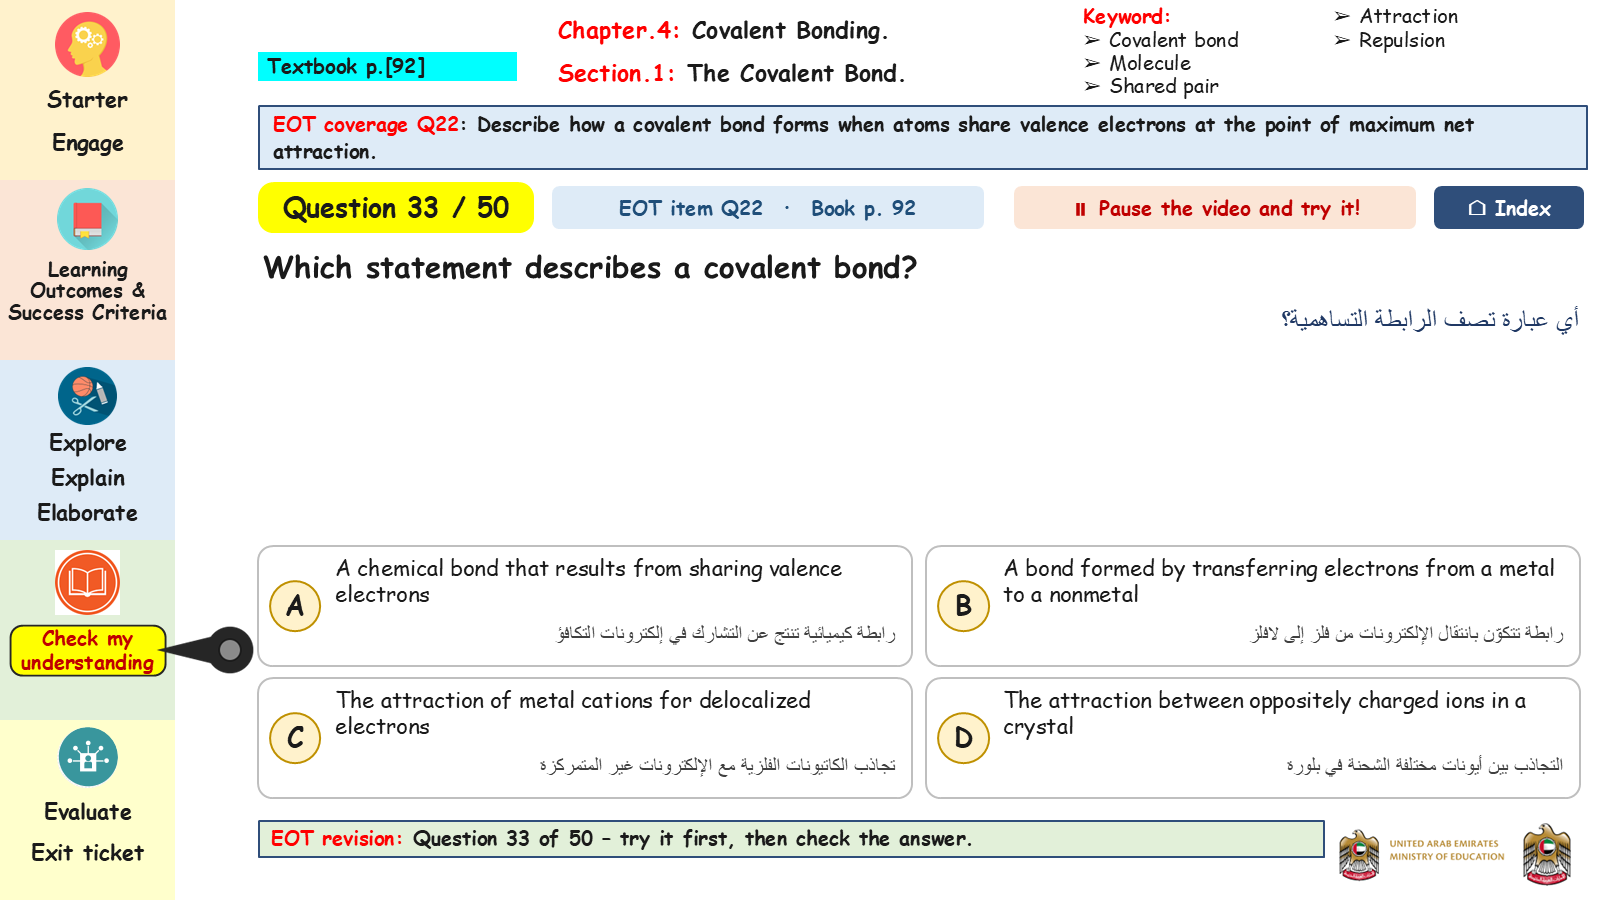 Starter
Engage
Learning
Outcomes &
Success Criteria
Explore
Explain
Elaborate
Check my
understanding
Evaluate
Exit ticket
Textbook p.[92]
Chapter.4: Covalent Bonding.
Section.1: The Covalent Bond.
Keyword:
➢ Covalent bond
➢ Molecule
➢ Shared pair
➢ Attraction
➢ Repulsion
EOT coverage Q22: Describe how a covalent bond forms when atoms share valence electrons at the point of maximum net
attraction.
Question 33 / 50
EOT item Q22 · Book p. 92
⏸ Pause the video and try it!
Index
Which statement describes a covalent bond?
أي عبارة تصف الرابطة التساهمية؟
A
A chemical bond that results from sharing valence
electrons
رابطة كيميائية تنتج عن التشارك في إلكترونات التكافؤ
B
A bond formed by transferring electrons from a metal
to a nonmetal
رابطة تتكوّن بانتقال الإلكترونات من فلز إلى لافلز
C
The attraction of metal cations for delocalized
electrons
تجاذب الكاتيونات الفلزية مع الإلكترونات غير المتمركزة
D
The attraction between oppositely charged ions in a
crystal
التجاذب بين أيونات مختلفة الشحنة في بلورة
EOT revision: Question 33 of 50 – try it first, then check the answer.
UNITED ARAB EMIRATES
MINISTRY OF EDUCATION